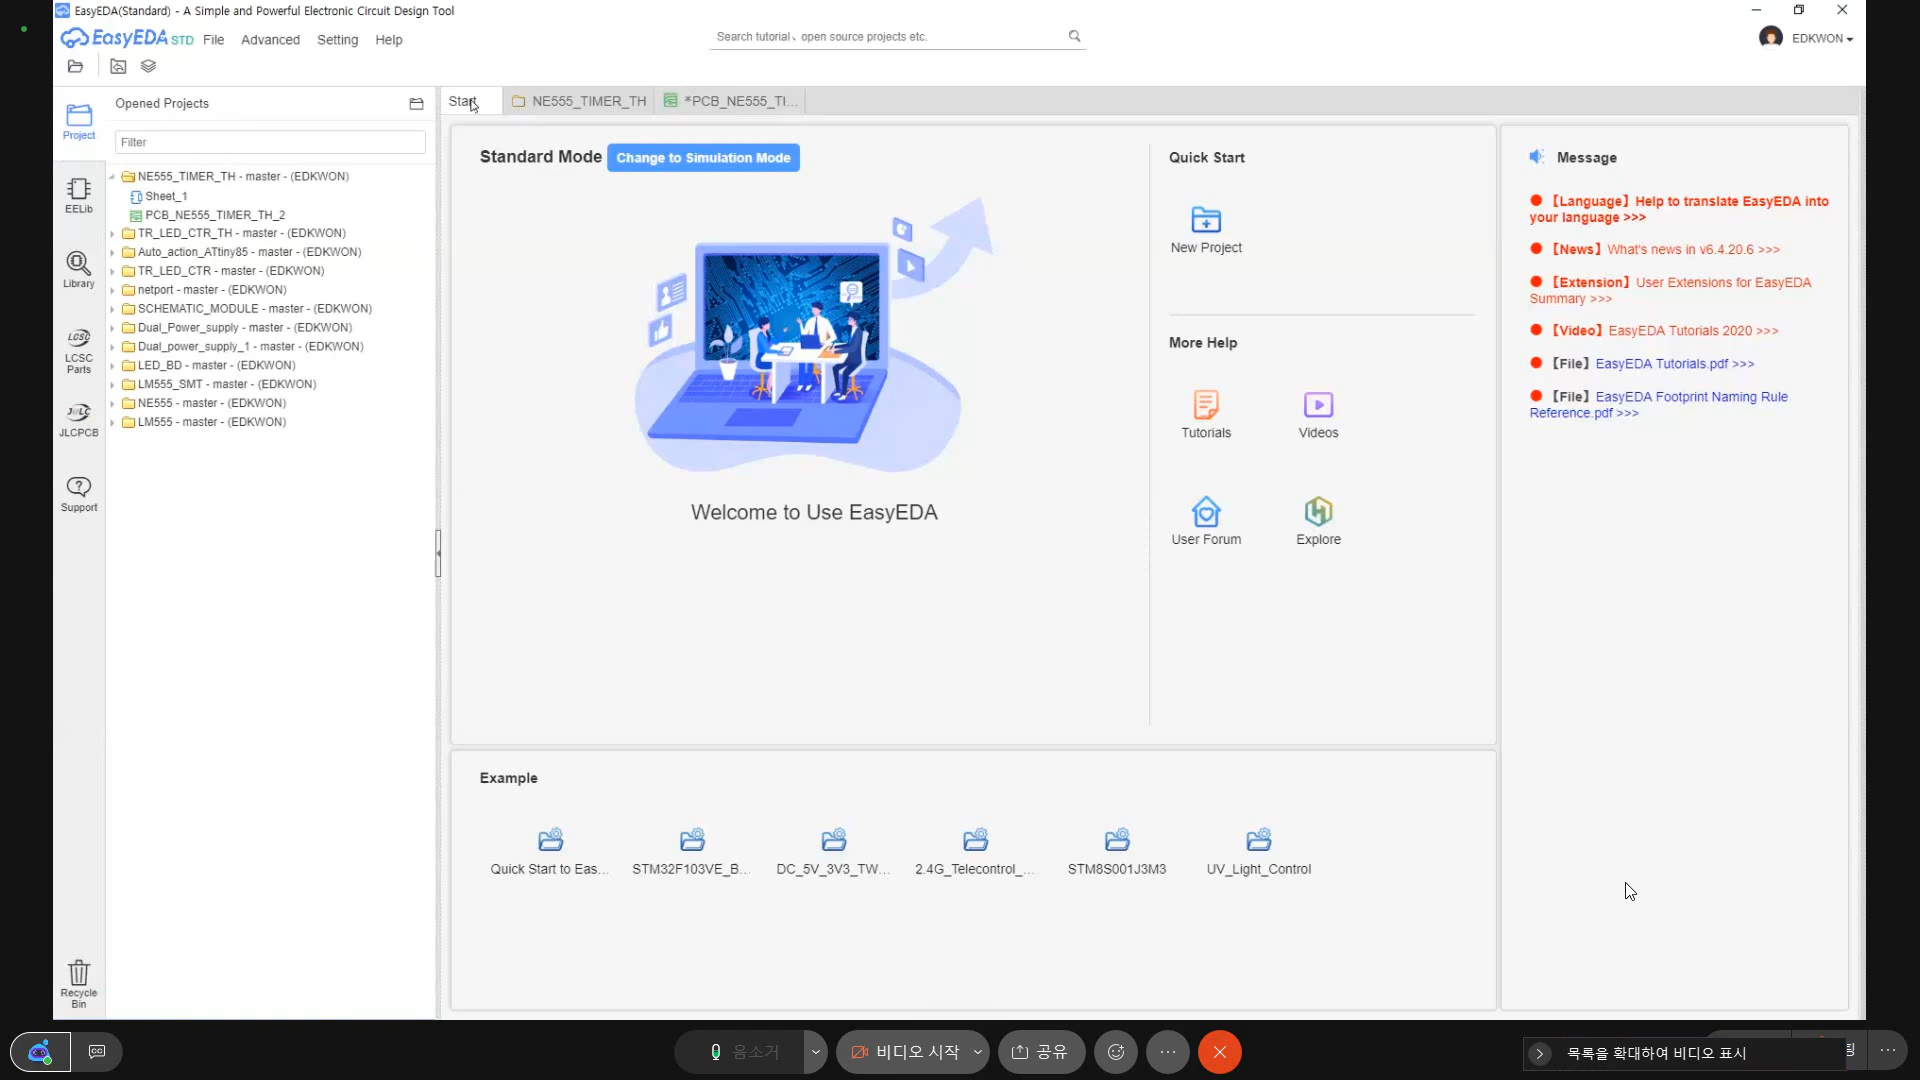 EasyEDA(Standard) - A Simple and Powerful Electronic Circuit Design Tool
EasyEDA STD File Advanced Setting Help
Search tutorial、open source projects etc.
EDKWON
Opened Projects
Start
NE555_TIMER_TH
*PCB_NE555_TI...
Project
Filter
NE555_TIMER_TH - master - (EDKWON)
Sheet_1
PCB_NE555_TIMER_TH_2
TR_LED_CTR_TH - master - (EDKWON)
Auto_action_ATtiny85 - master - (EDKWON)
TR_LED_CTR - master - (EDKWON)
netport - master - (EDKWON)
SCHEMATIC_MODULE - master - (EDKWON)
Dual_Power_supply - master - (EDKWON)
Dual_power_supply_1 - master - (EDKWON)
LED_BD - master - (EDKWON)
LM555_SMT - master - (EDKWON)
NE555 - master - (EDKWON)
LM555 - master - (EDKWON)
EELib
Library
LCSC
LCSC
Parts
JLC
JLCPCB
Support
Recycle
Bin
Standard Mode Change to Simulation Mode
Welcome to Use EasyEDA
Quick Start
New Project
More Help
Tutorials
Videos
User Forum
Explore
Message
【Language】Help to translate EasyEDA into
your language >>>
【News】What's news in v6.4.20.6 >>>
【Extension】User Extensions for EasyEDA
Summary >>>
【Video】EasyEDA Tutorials 2020 >>>
【File】EasyEDA Tutorials.pdf >>>
【File】EasyEDA Footprint Naming Rule
Reference.pdf >>>
Example
Quick Start to Eas...
STM32F103VE_B...
DC_5V_3V3_TW...
2.4G_Telecontrol_...
STM8S001J3M3
UV_Light_Control
음소거
비디오 시작
공유
목록을 확대하여 비디오 표시